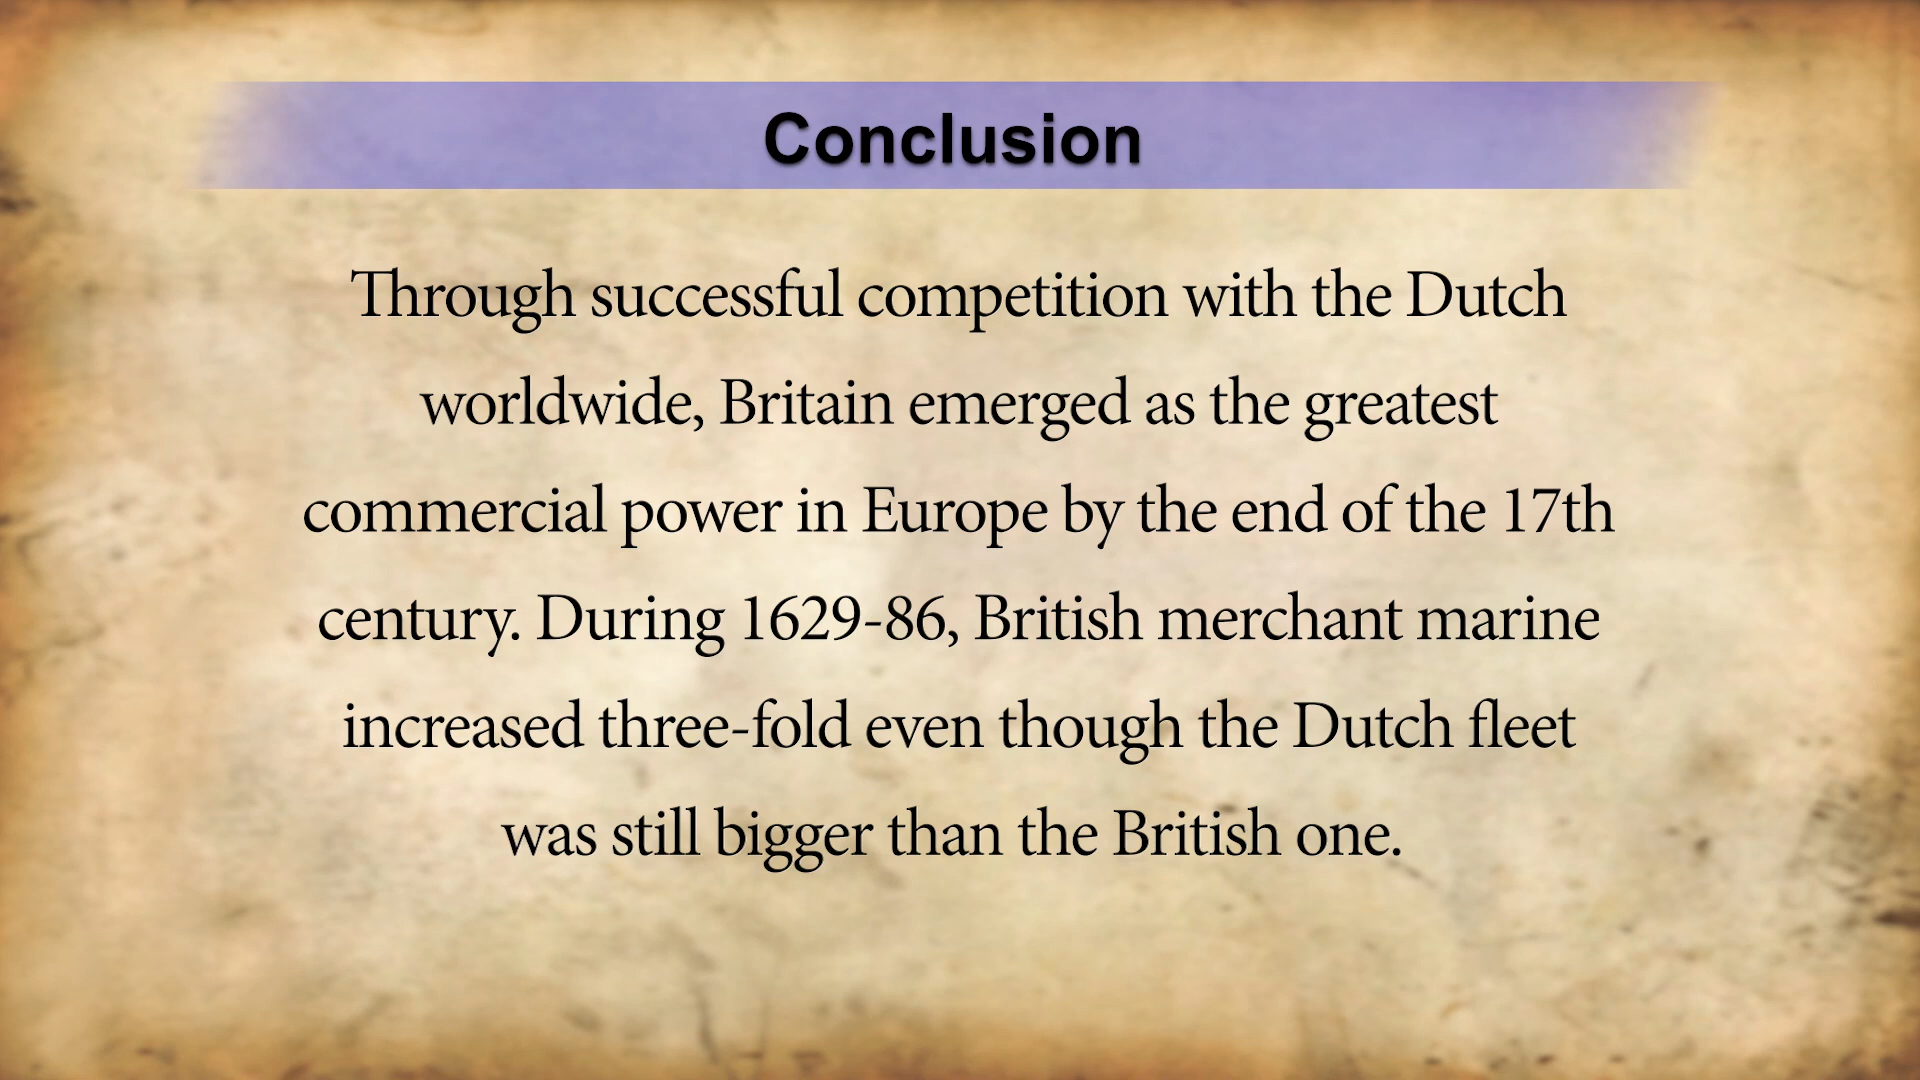 Conclusion
Through successful competition with the Dutch
worldwide, Britain emerged as the greatest
commercial power in Europe by the end of the 17th
century. During 1629-86, British merchant marine
increased three-fold even though the Dutch fleet
was still bigger than the British one.